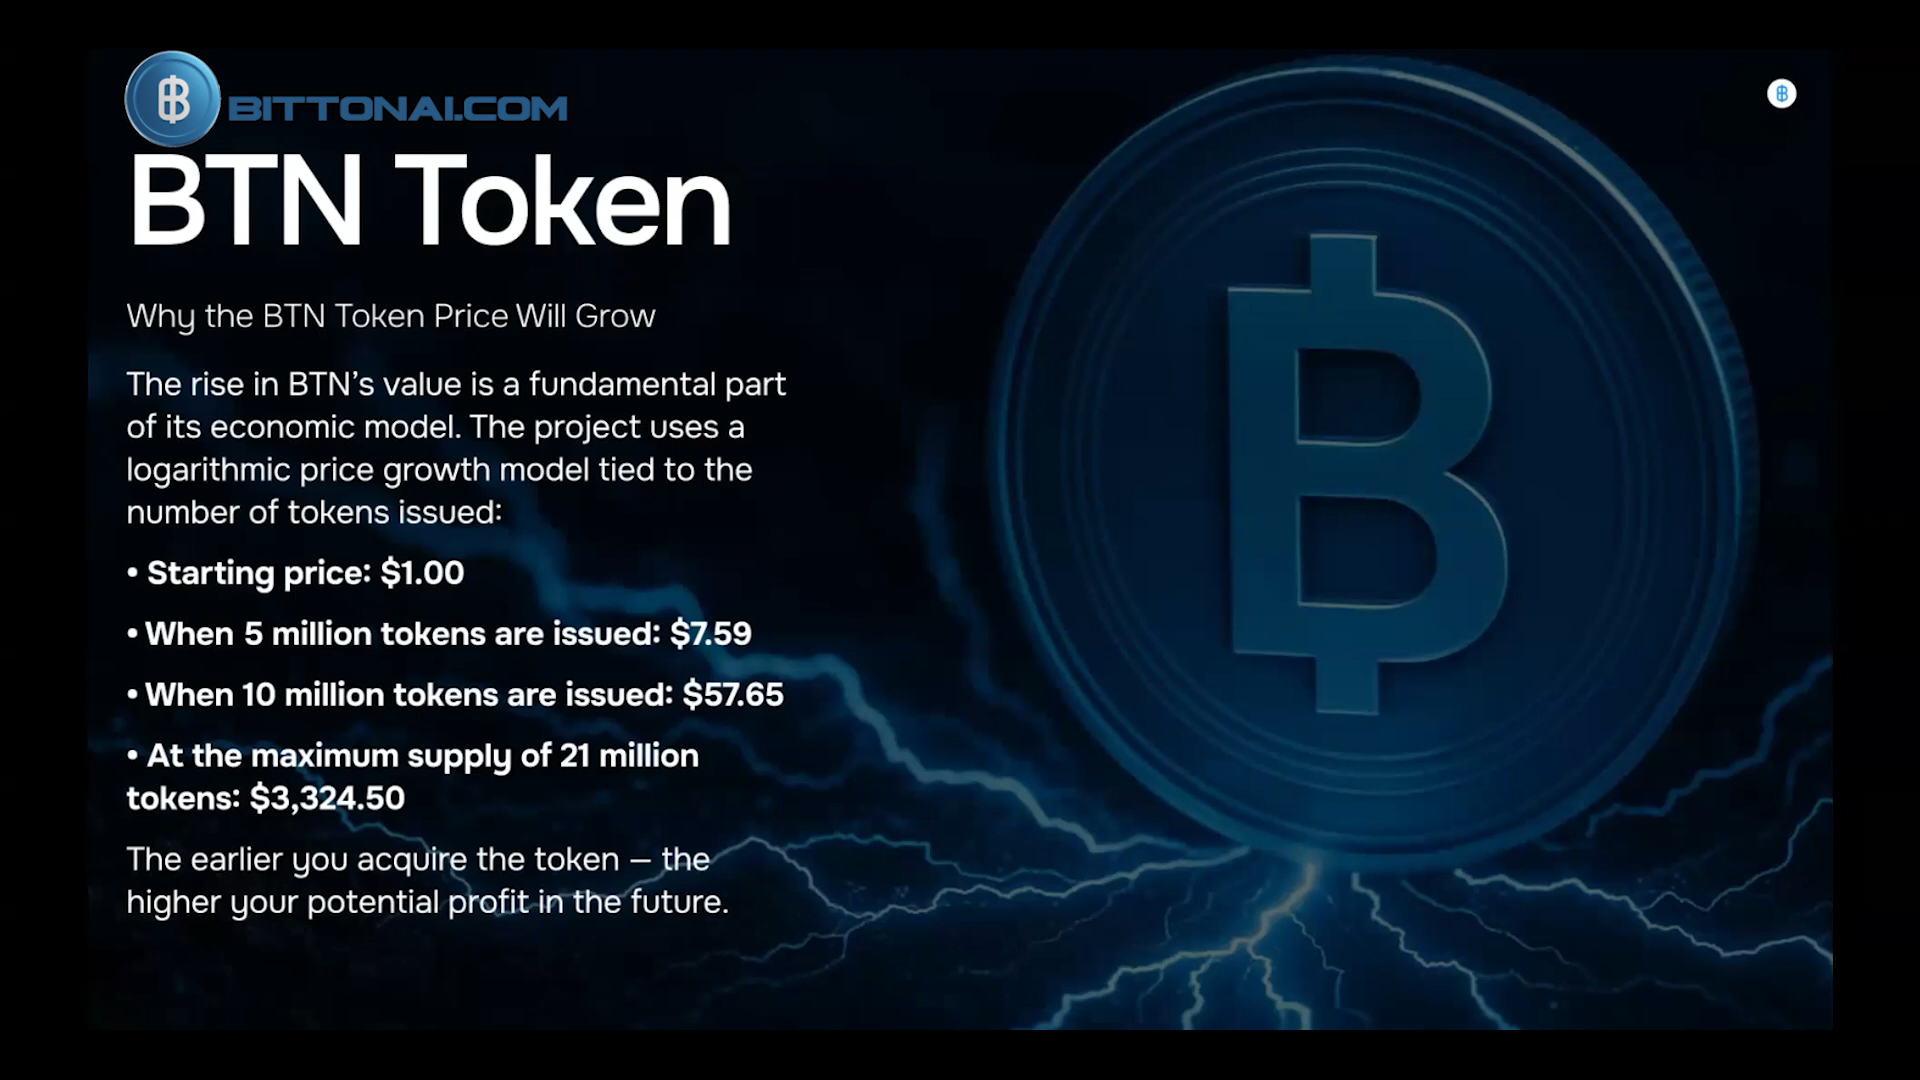 BITTONAI.COM
BTN Token
Why the BTN Token Price Will Grow
The rise in BTN’s value is a fundamental part
of its economic model. The project uses a
logarithmic price growth model tied to the
number of tokens issued:
• Starting price: $1.00
• When 5 million tokens are issued: $7.59
• When 10 million tokens are issued: $57.65
• At the maximum supply of 21 million
tokens: $3,324.50
The earlier you acquire the token — the
higher your potential profit in the future.